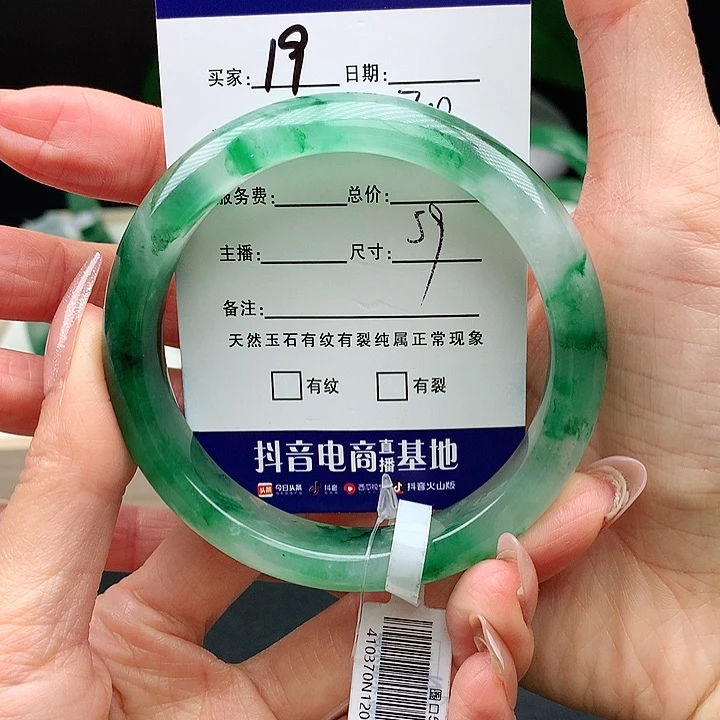 买家: 19 日期:
服务费: 总价:
主播: 尺寸: 59
备注:
天然玉石有纹有裂纯属正常现象
有纹 有裂
抖音电商直播基地
头条 今日头条 抖音 西瓜视 抖音火山版
410370N120